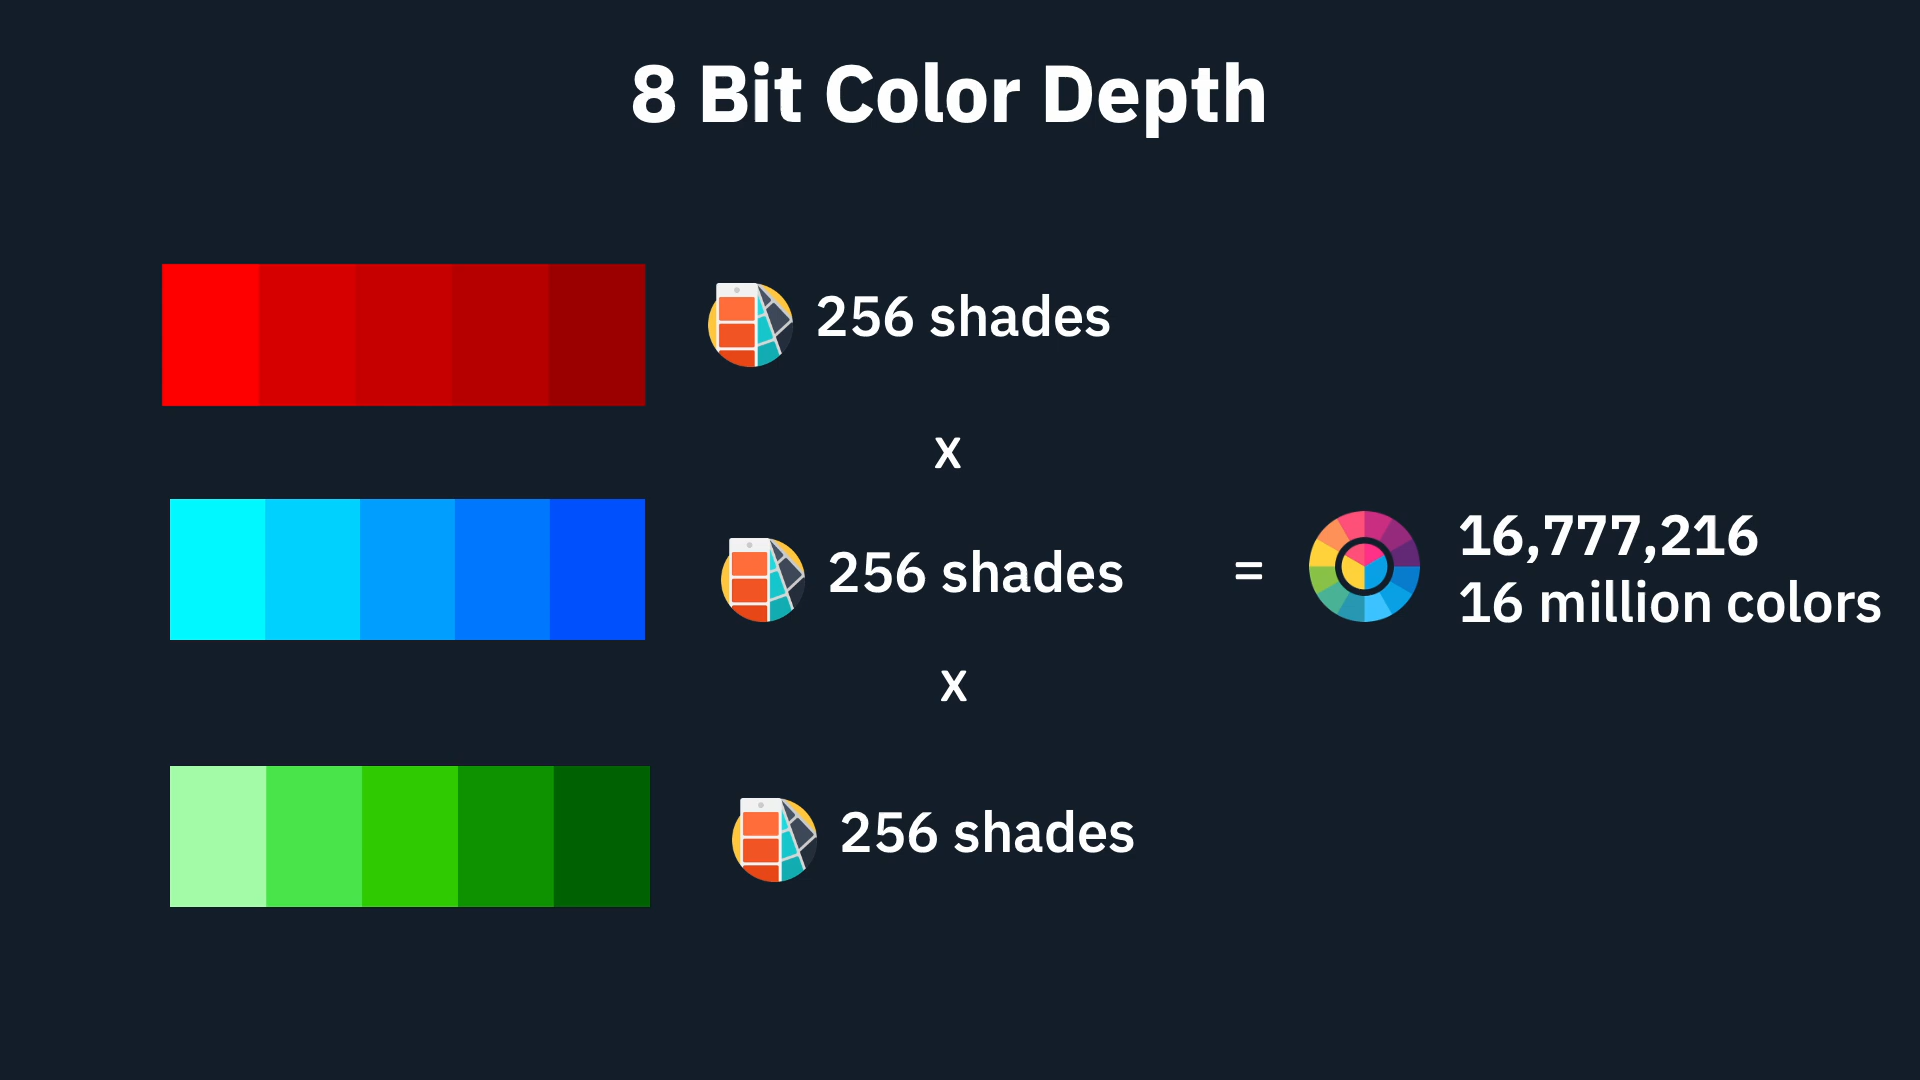 8 Bit Color Depth
256 shades
x
256 shades
=
16,777,216
16 million colors
x
256 shades